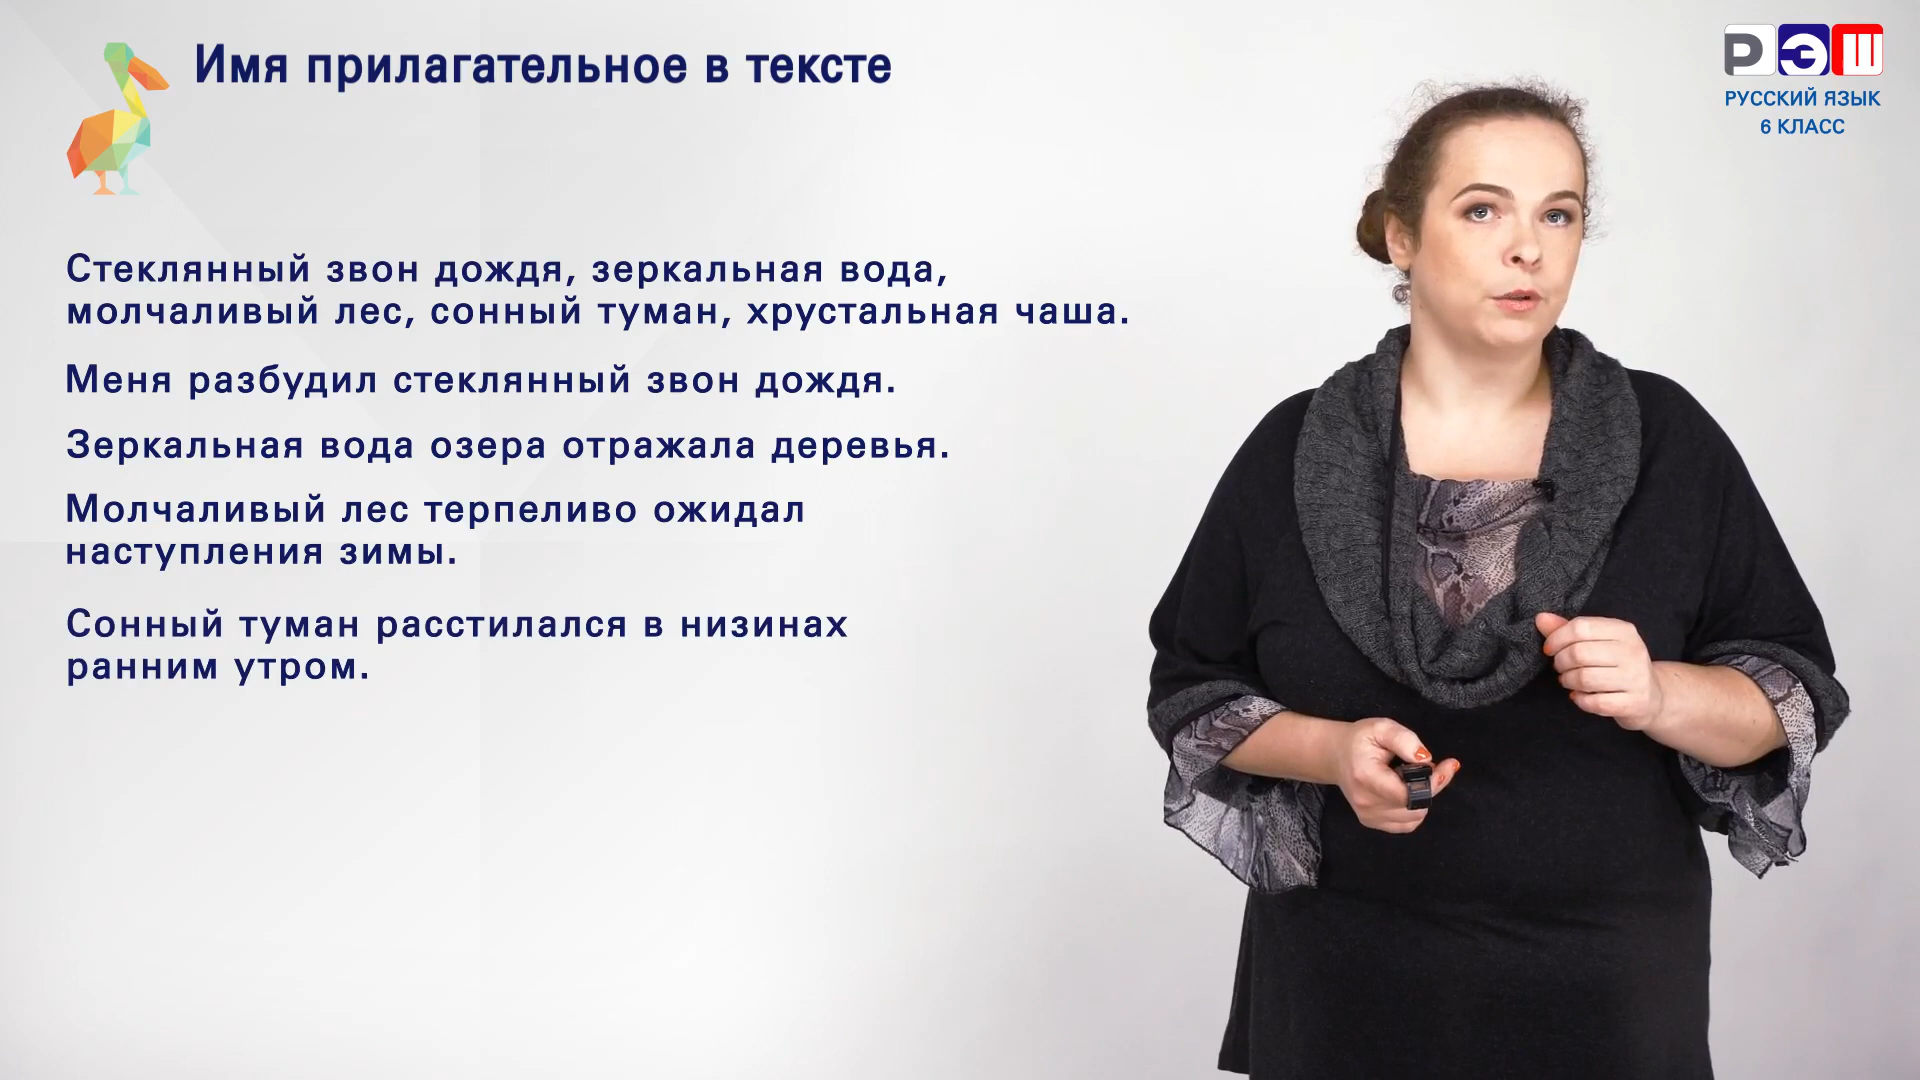 Имя прилагательное в тексте
РЭШ
РУССКИЙ ЯЗЫК
6 КЛАСС
Стеклянный звон дождя, зеркальная вода,
молчаливый лес, сонный туман, хрустальная чаша.
Меня разбудил стеклянный звон дождя.
Зеркальная вода озера отражала деревья.
Молчаливый лес терпеливо ожидал
наступления зимы.
Сонный туман расстилался в низинах
ранним утром.